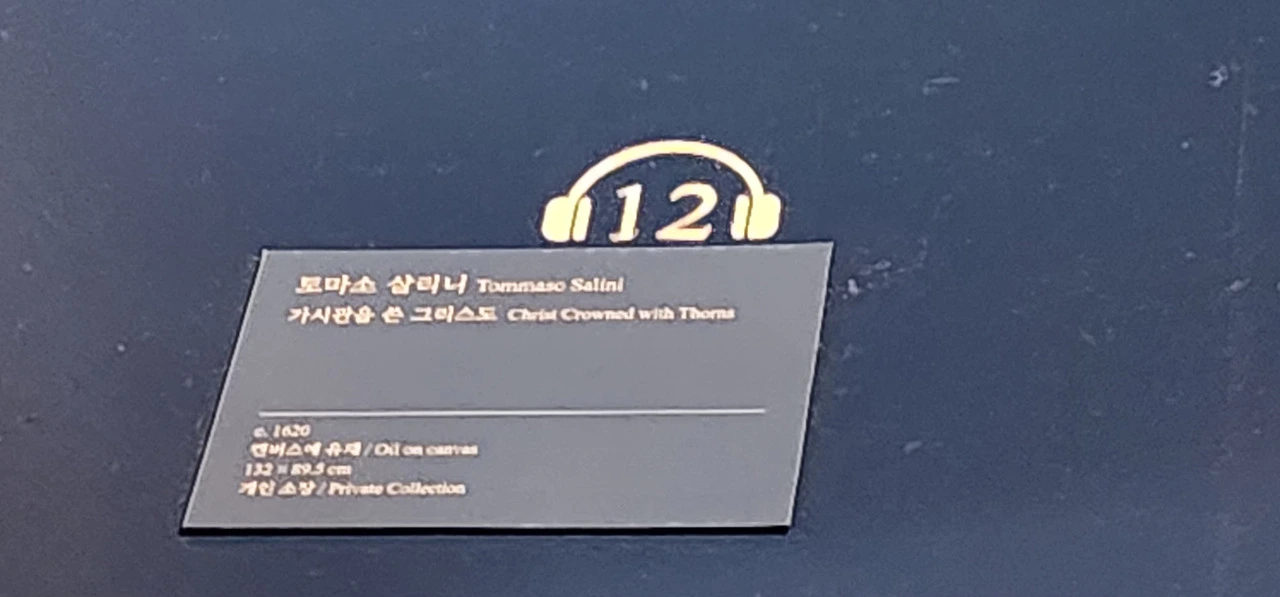 12
토마소 살리니 Tommaso Salini
가시관을 쓴 그리스도 Christ Crowned with Thorns
c. 1620
캔버스에 유채 / Oil on canvas
132 × 89.5 cm
개인 소장 / Private Collection